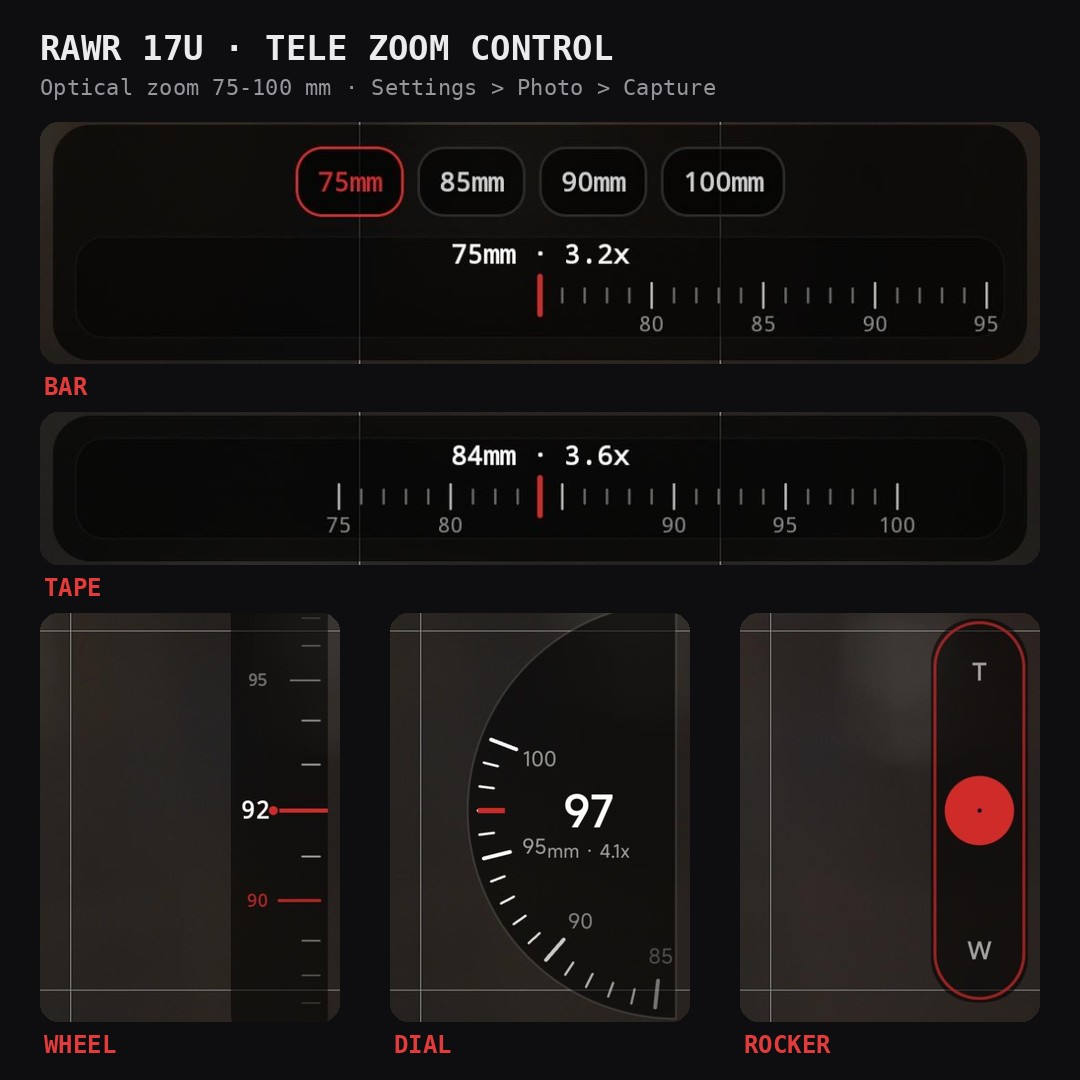 RAWR 17U · TELE ZOOM CONTROL
Optical zoom 75-100 mm · Settings > Photo > Capture
75mm 85mm 90mm 100mm
75mm · 3.2x
80 85 90 95
BAR
84mm · 3.6x
75 80 90 95 100
TAPE
95
92
90
WHEEL
100
97
95 mm · 4.1x
90
85
DIAL
T
W
ROCKER